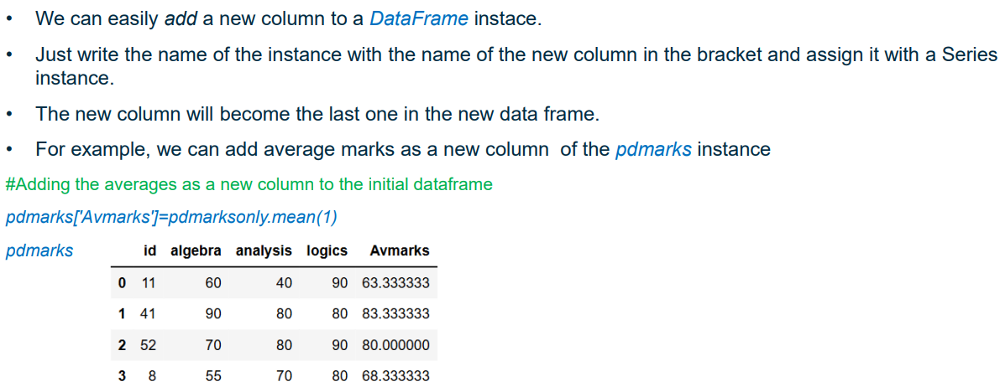 • We can easily add a new column to a DataFrame instace.
• Just write the name of the instance with the name of the new column in the bracket and assign it with a Series
instance.
• The new column will become the last one in the new data frame.
• For example, we can add average marks as a new column of the pdmarks instance
#Adding the averages as a new column to the initial dataframe
pdmarks['Avmarks']=pdmarksonly.mean(1)
pdmarks id algebra analysis logics Avmarks
0 11 60 40 90 63.333333
1 41 90 80 80 83.333333
2 52 70 80 90 80.000000
3 8 55 70 80 68.333333